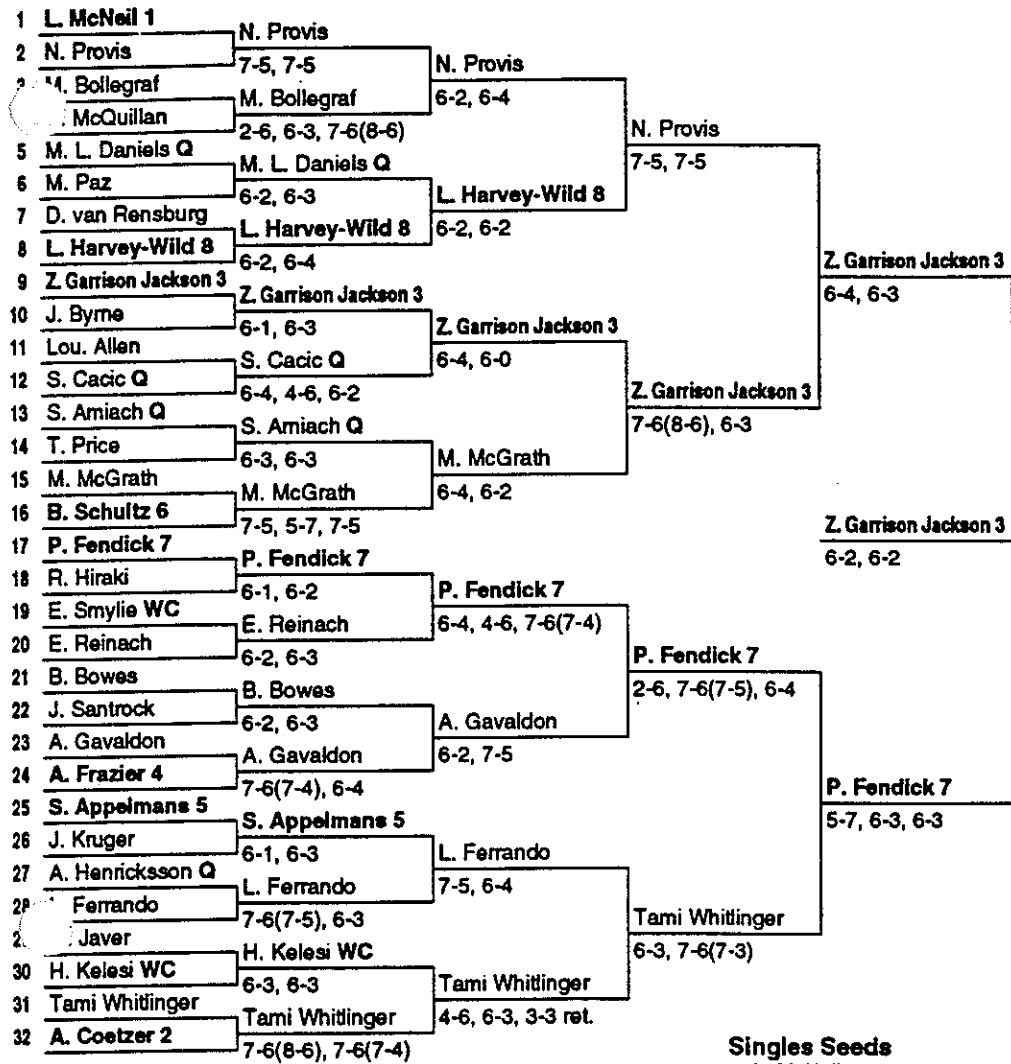 1 L. McNeil 1
2 N. Provis
M. Bollegraf
McQuillan
5 M. L. Daniels Q
6 M. Paz
7 D. van Rensburg
8 L. Harvey-Wild 8
9 Z. Garrison Jackson 3
10 J. Byrne
11 Lou. Allen
12 S. Cacic Q
13 S. Amiach Q
14 T. Price
15 M. McGrath
16 B. Schultz 6
17 P. Fendick 7
18 R. Hiraki
19 E. Smylie WC
20 E. Reinach
21 B. Bowes
22 J. Santrock
23 A. Gavaldon
24 A. Frazier 4
25 S. Appelmans 5
26 J. Kruger
27 A. Henricksson Q
28 Ferrando
Javer
30 H. Kelesi WC
31 Tami Whitlinger
32 A. Coetzer 2
N. Provis
7-5, 7-5
M. Bollegraf
2-6, 6-3, 7-6(8-6)
M. L. Daniels Q
6-2, 6-3
L. Harvey-Wild 8
6-2, 6-4
Z. Garrison Jackson 3
6-1, 6-3
S. Cacic Q
6-4, 4-6, 6-2
S. Amiach Q
6-3, 6-3
M. McGrath
7-5, 5-7, 7-5
P. Fendick 7
6-1, 6-2
E. Reinach
6-2, 6-3
B. Bowes
6-2, 6-3
A. Gavaldon
7-6(7-4), 6-4
S. Appelmans 5
6-1, 6-3
L. Ferrando
7-6(7-5), 6-3
H. Kelesi WC
6-3, 6-3
Tami Whitlinger
7-6(8-6), 7-6(7-4)
N. Provis
6-2, 6-4
L. Harvey-Wild 8
6-2, 6-2
Z. Garrison Jackson 3
6-4, 6-0
M. McGrath
6-4, 6-2
P. Fendick 7
6-4, 4-6, 7-6(7-4)
A. Gavaldon
6-2, 7-5
L. Ferrando
7-5, 6-4
Tami Whitlinger
4-6, 6-3, 3-3 ret.
N. Provis
7-5, 7-5
Z. Garrison Jackson 3
7-6(8-6), 6-3
P. Fendick 7
2-6, 7-6(7-5), 6-4
Tami Whitlinger
6-3, 7-6(7-3)
Z. Garrison Jackson 3
6-4, 6-3
P. Fendick 7
5-7, 6-3, 6-3
Z. Garrison Jackson 3
6-2, 6-2
Singles Seeds